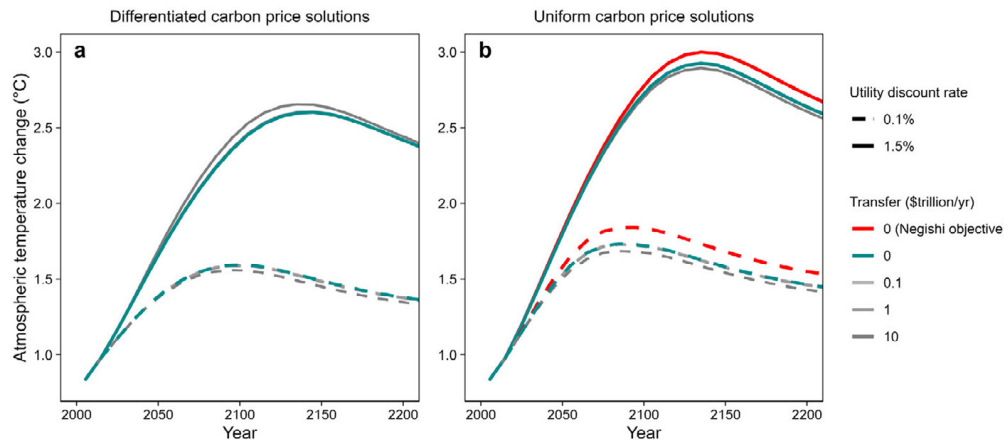 Differentiated carbon price solutions
Uniform carbon price solutions
a
b
Atmospheric temperature change (°C)
3.0
2.5
2.0
1.5
1.0
2000
2050
2100
2150
2200
Year
3.0
2.5
2.0
1.5
1.0
2000
2050
2100
2150
2200
Year
Utility discount rate
0.1%
1.5%
Transfer ($trillion/yr)
0 (Negishi objective
0
0.1
1
10